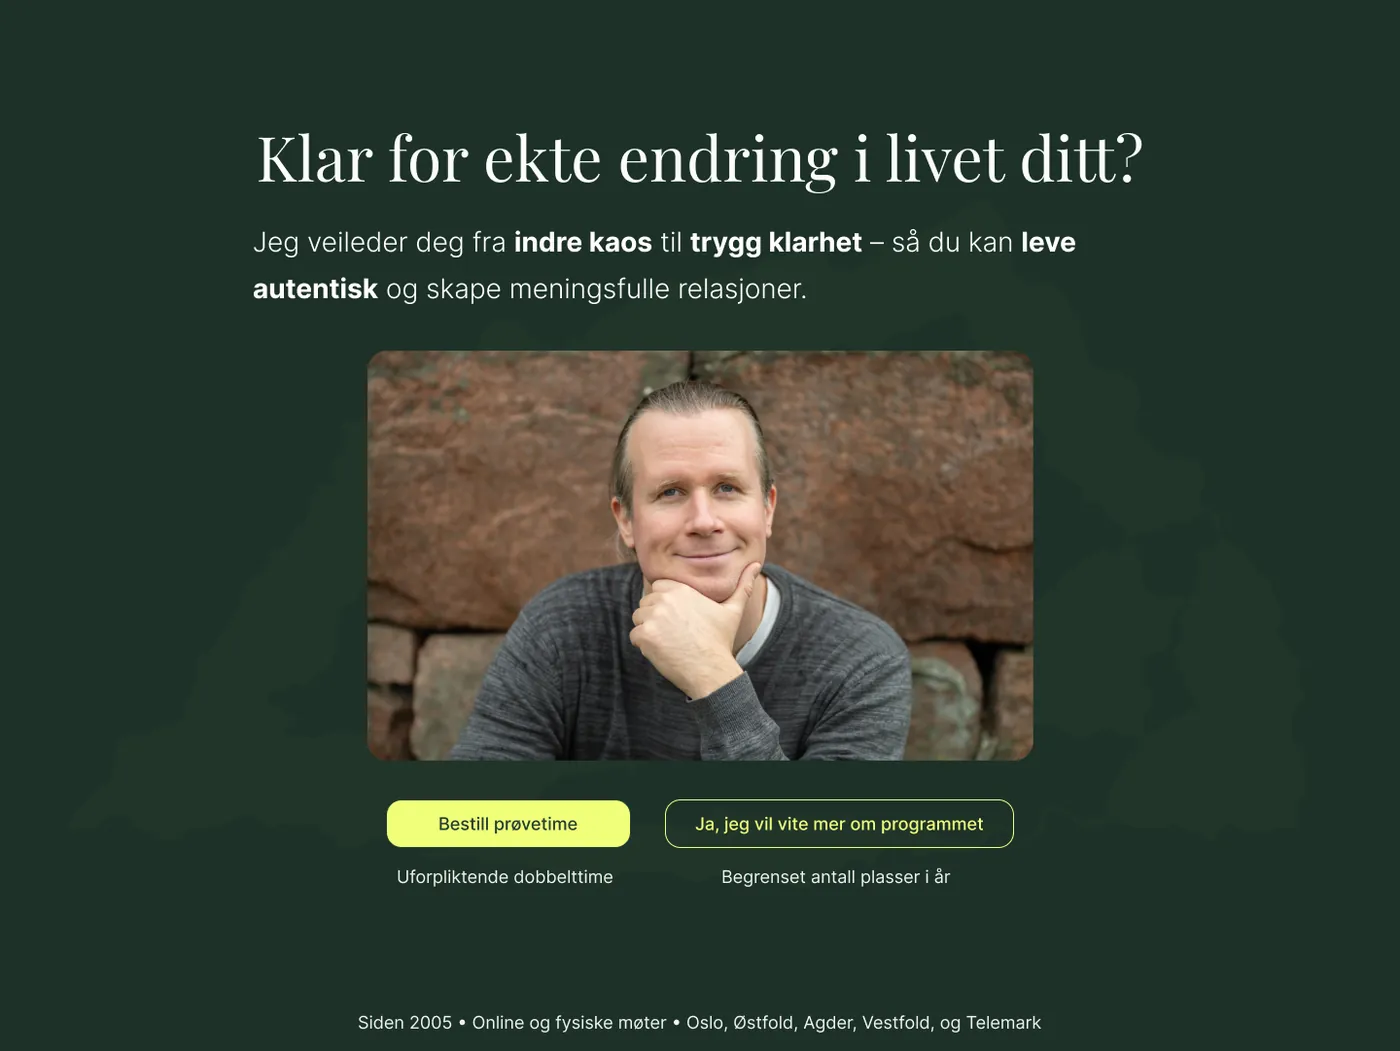 Klar for ekte endring i livet ditt?
Jeg veileder deg fra indre kaos til trygg klarhet – så du kan leve
autentisk og skape meningsfulle relasjoner.
Bestill prøvetime
Ja, jeg vil vite mer om programmet
Uforpliktende dobbelttime
Begrenset antall plasser i år
Siden 2005 • Online og fysiske møter • Oslo, Østfold, Agder, Vestfold, og Telemark